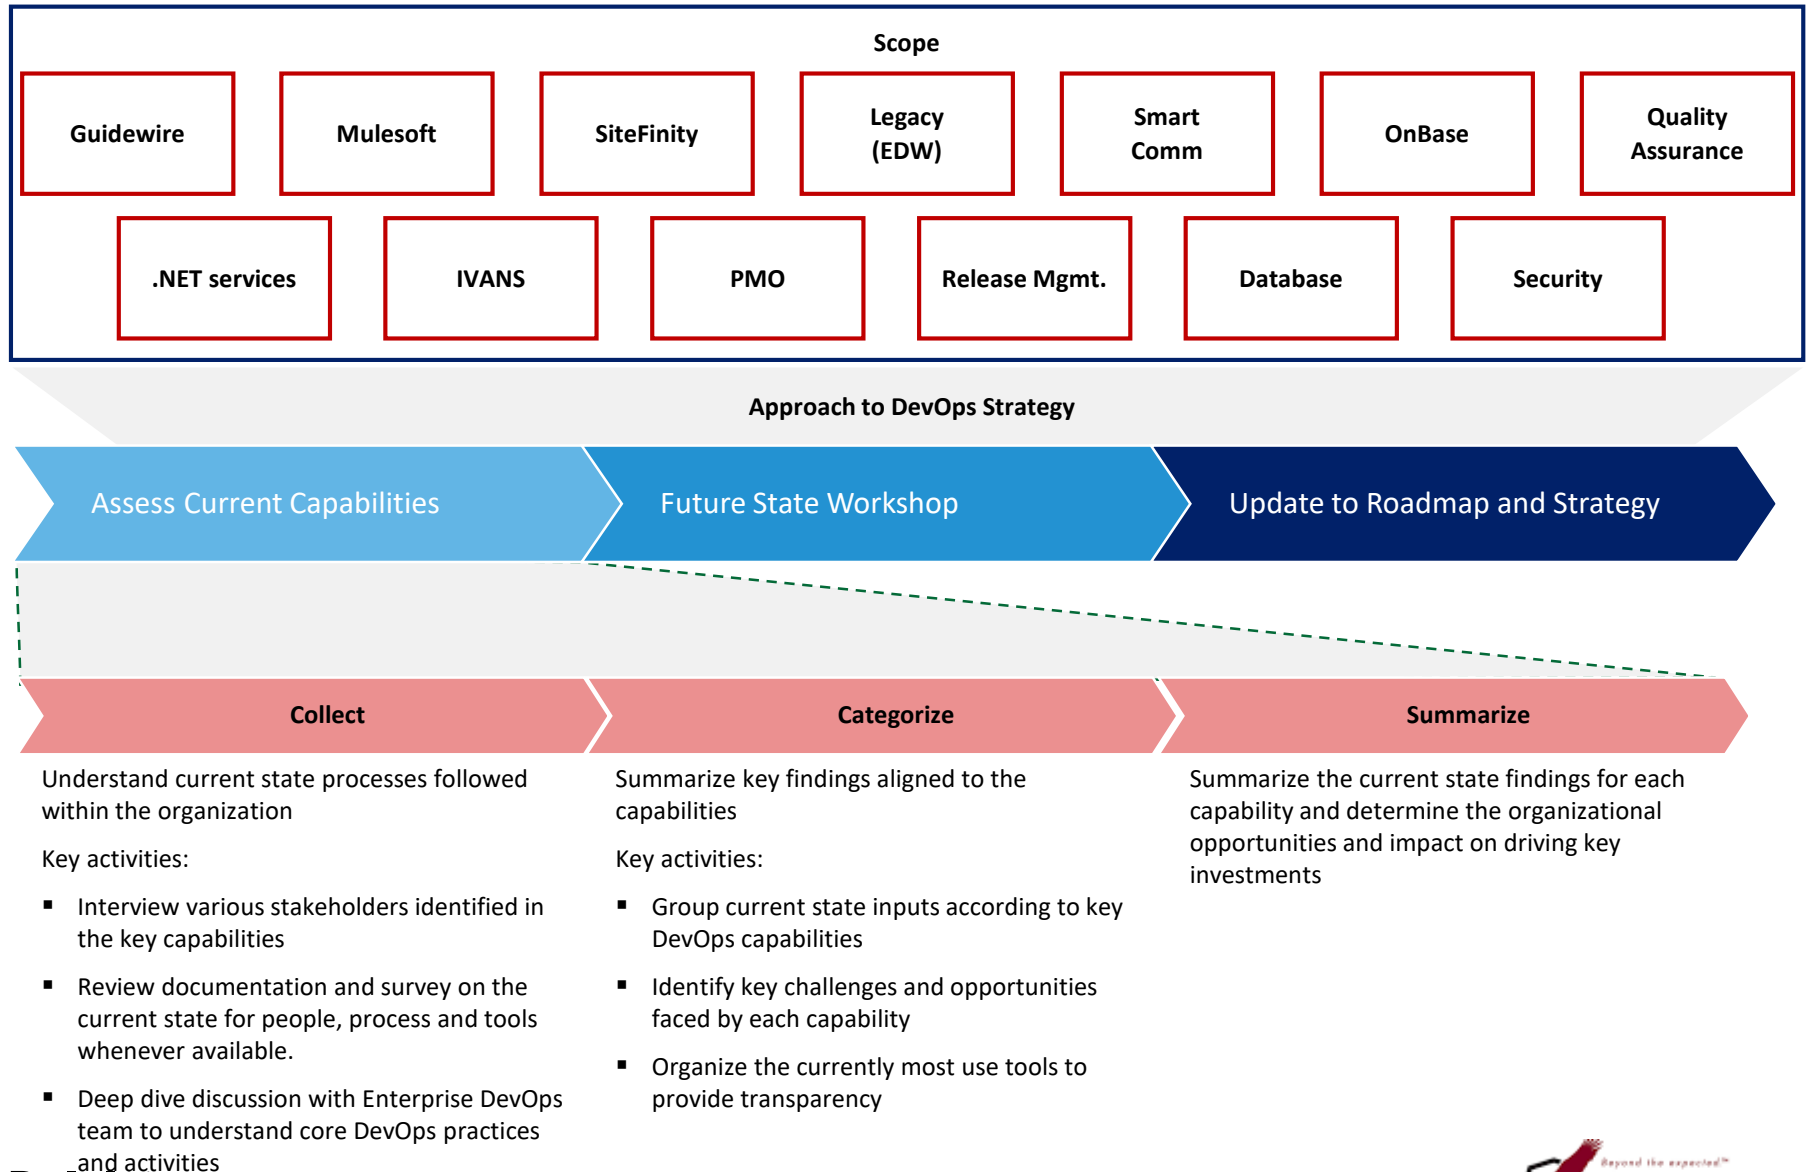 Scope
Guidewire
Mulesoft
SiteFinity
Legacy
(EDW)
Smart
Comm
OnBase
Quality
Assurance
.NET services
IVANS
PMO
Release Mgmt.
Database
Security
Approach to DevOps Strategy
Assess Current Capabilities
Future State Workshop
Update to Roadmap and Strategy
Collect
Categorize
Summarize
Understand current state processes followed
within the organization
Key activities:
▪ Interview various stakeholders identified in
the key capabilities
▪ Review documentation and survey on the
current state for people, process and tools
whenever available.
▪ Deep dive discussion with Enterprise DevOps
team to understand core DevOps practices
and activities
Summarize key findings aligned to the
capabilities
Key activities:
▪ Group current state inputs according to key
DevOps capabilities
▪ Identify key challenges and opportunities
faced by each capability
▪ Organize the currently most use tools to
provide transparency
Summarize the current state findings for each
capability and determine the organizational
opportunities and impact on driving key
investments
Beyond the expected™